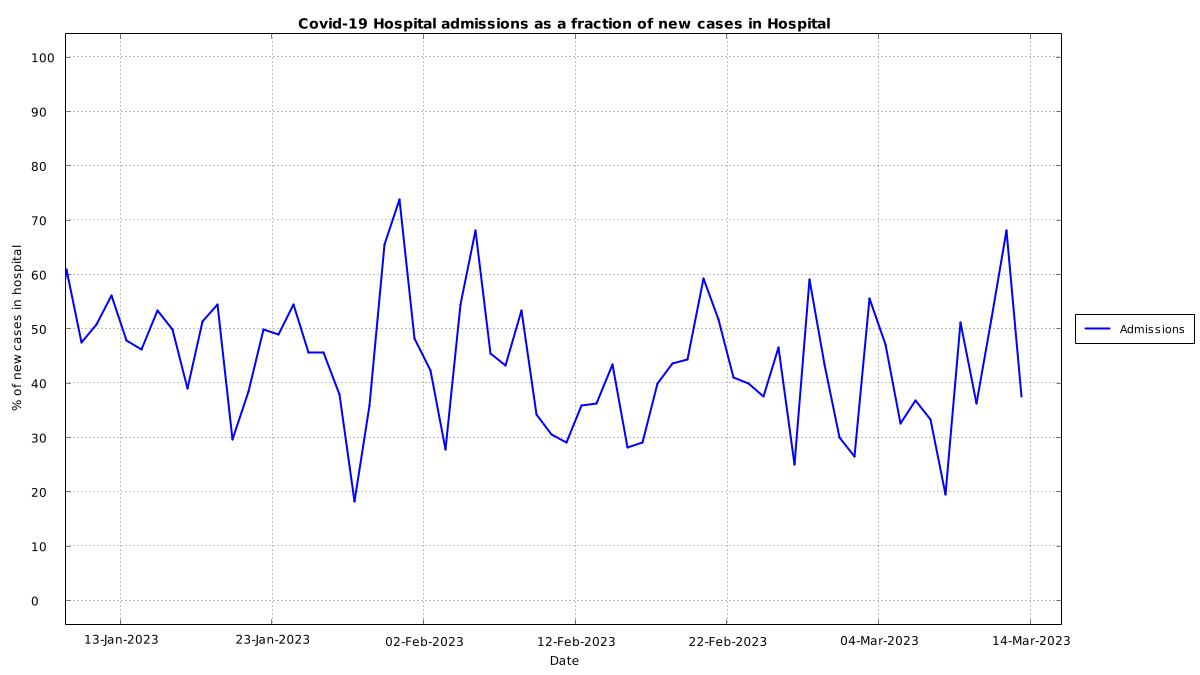 Covid-19 Hospital admissions as a fraction of new cases in Hospital
100
90
80
70
60
50
40
30
20
10
0
% of new cases in hospital
13-Jan-2023
23-Jan-2023
02-Feb-2023
12-Feb-2023
22-Feb-2023
04-Mar-2023
14-Mar-2023
Date
Admissions